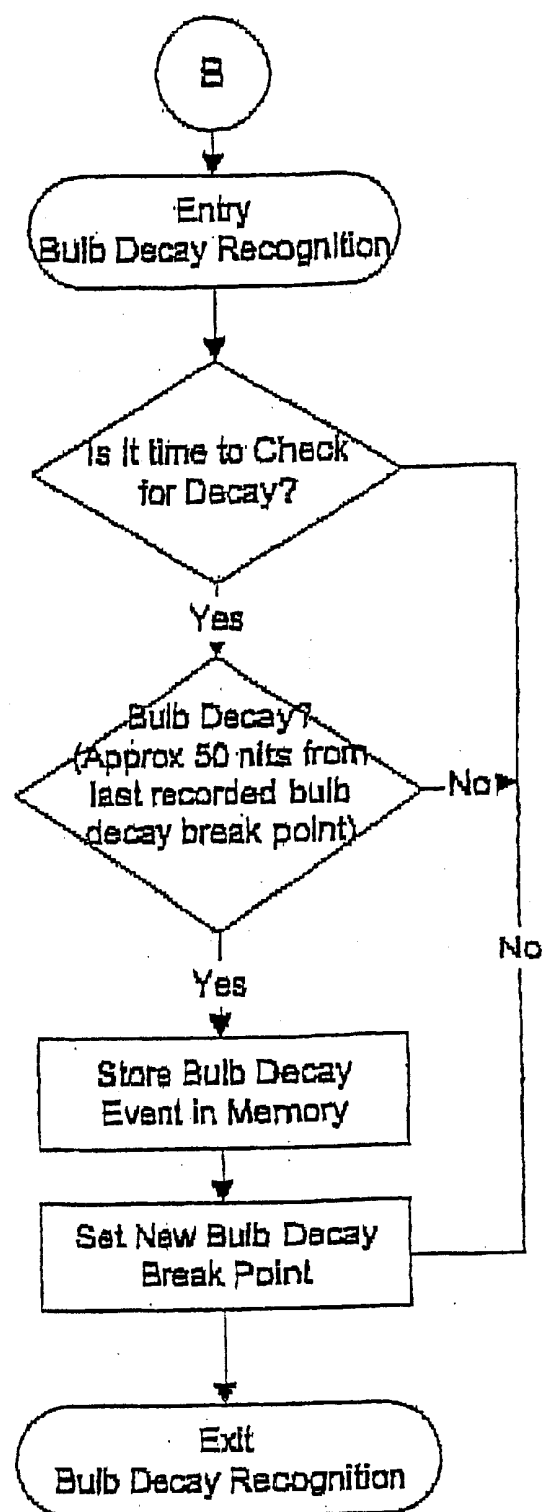 B
Entry
Bulb Decay Recognition
Is it time to Check
for Decay?
Yes
Bulb Decay?
(Approx 50 nits from
last recorded bulb
decay break point)
No
No
Yes
Store Bulb Decay
Event in Memory
Set New Bulb Decay
Break Point
Exit
Bulb Decay Recognition